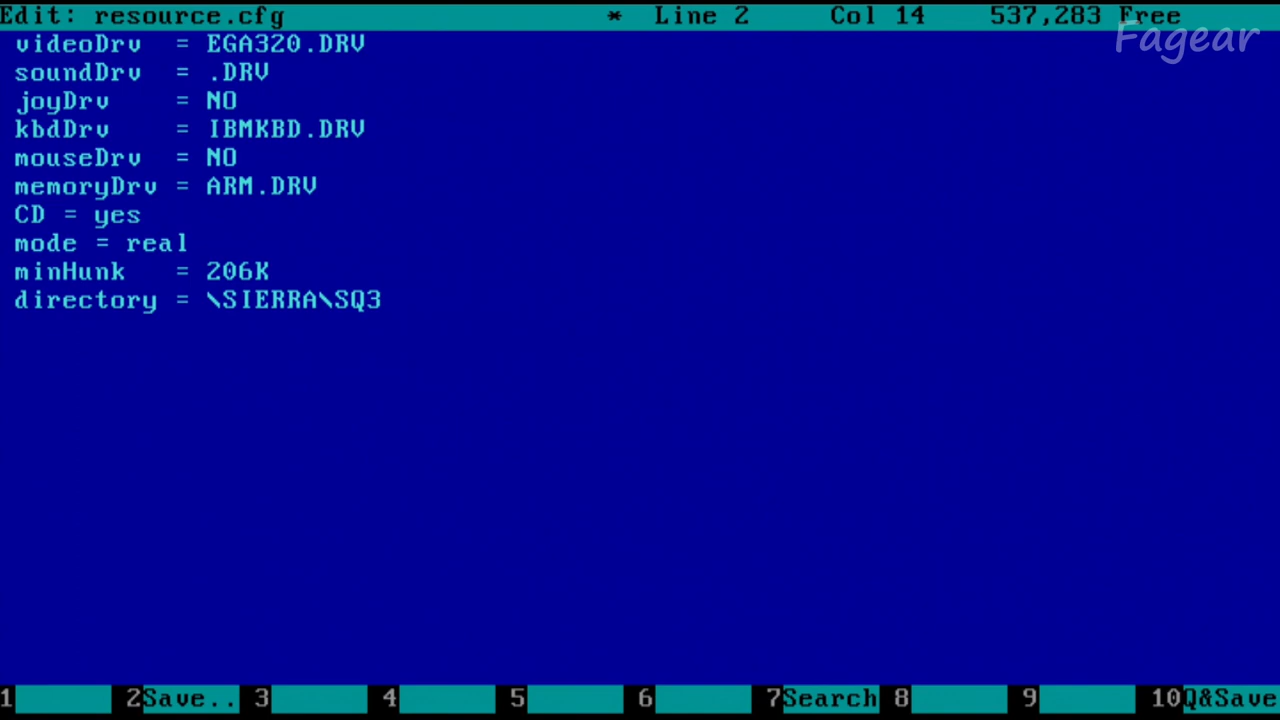 Edit: resource.cfg * Line 2 Col 14 537,283 Free
Fagear
videoDrv = EGA320.DRV
soundDrv = .DRV
joyDrv = NO
kbdDrv = IBMKBD.DRV
mouseDrv = NO
memoryDrv = ARM.DRV
CD = yes
mode = real
minHunk = 206K
directory = \SIERRA\SQ3
1 2Save.. 3 4 5 6 7Search 8 9 10Q&Save